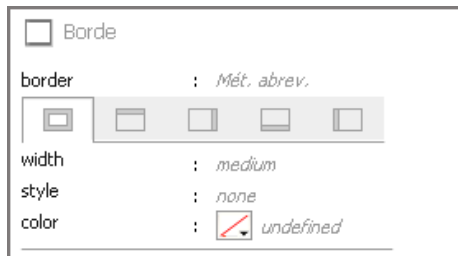 Borde
border : Mét. abrev.
width : medium
style : none
color : undefined